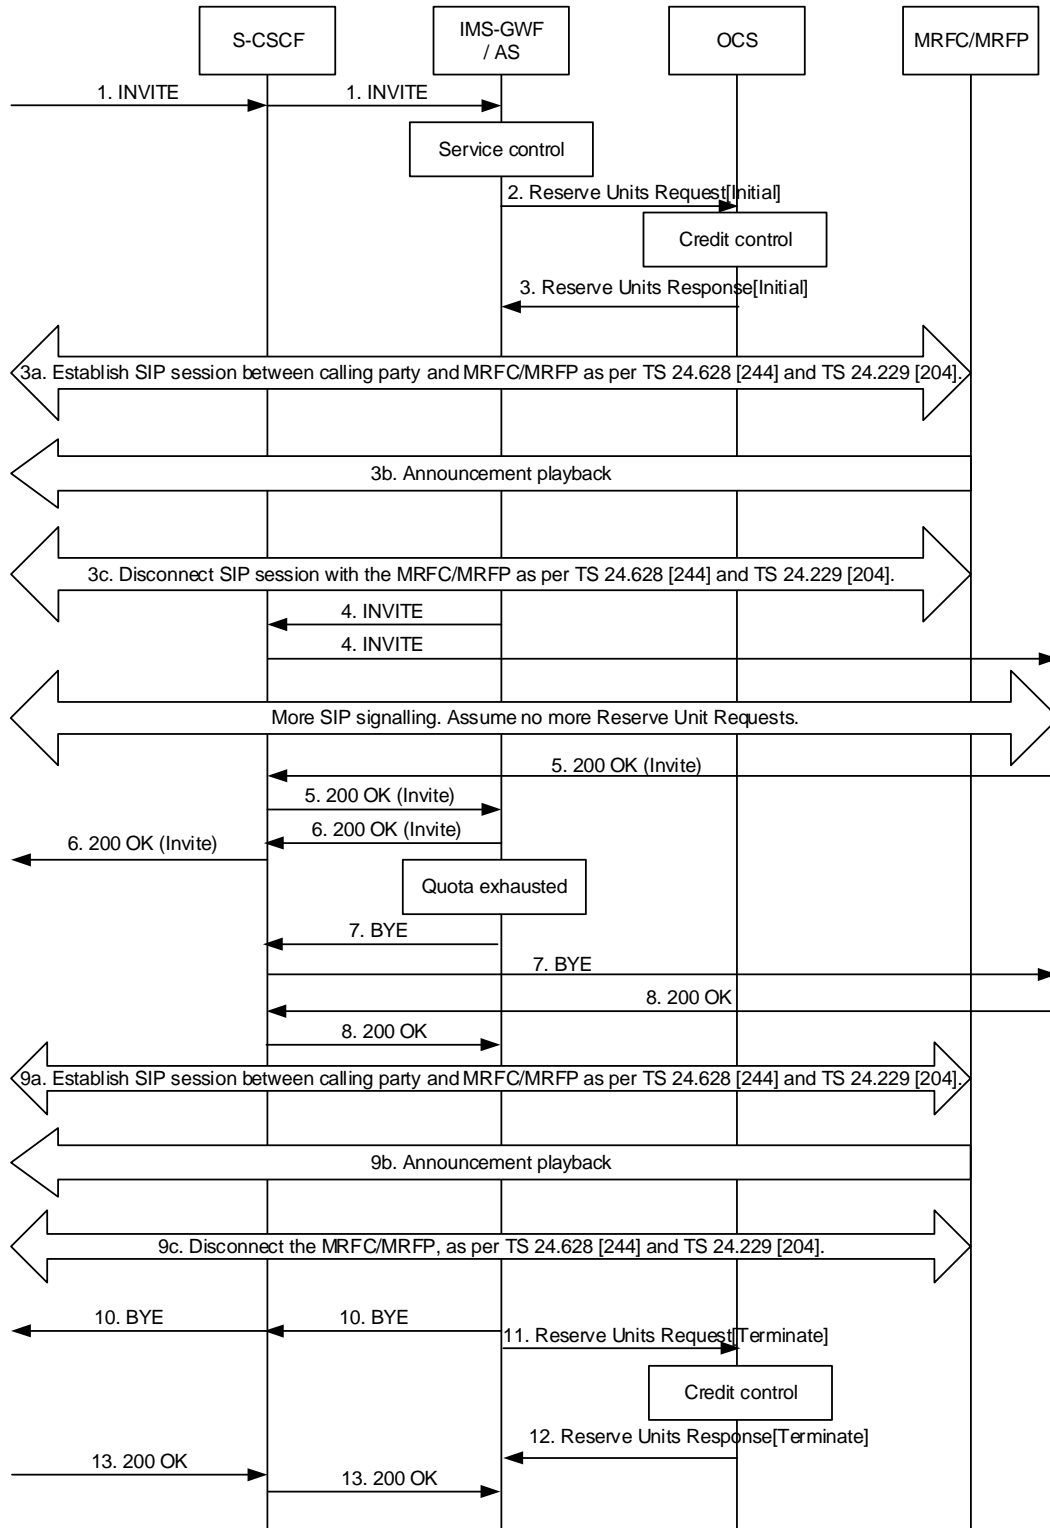 S-CSCF
IMS-GWF
/ AS
OCS
MRFC/MRFP
1. INVITE
1. INVITE
Service control
2. Reserve Units Request[Initial]
Credit control
3. Reserve Units Response[Initial]
3a. Establish SIP session between calling party and MRFC/MRFP as per TS 24.628 [244] and TS 24.229 [204].
3b. Announcement playback
3c. Disconnect SIP session with the MRFC/MRFP as per TS 24.628 [244] and TS 24.229 [204].
4. INVITE
4. INVITE
More SIP signalling. Assume no more Reserve Unit Requests.
5. 200 OK (Invite)
5. 200 OK (Invite)
6. 200 OK (Invite)
6. 200 OK (Invite)
Quota exhausted
7. BYE
7. BYE
8. 200 OK
8. 200 OK
9a. Establish SIP session between calling party and MRFC/MRFP as per TS 24.628 [244] and TS 24.229 [204].
9b. Announcement playback
9c. Disconnect the MRFC/MRFP, as per TS 24.628 [244] and TS 24.229 [204].
10. BYE
10. BYE
11. Reserve Units Request[Terminate]
Credit control
12. Reserve Units Response[Terminate]
13. 200 OK
13. 200 OK